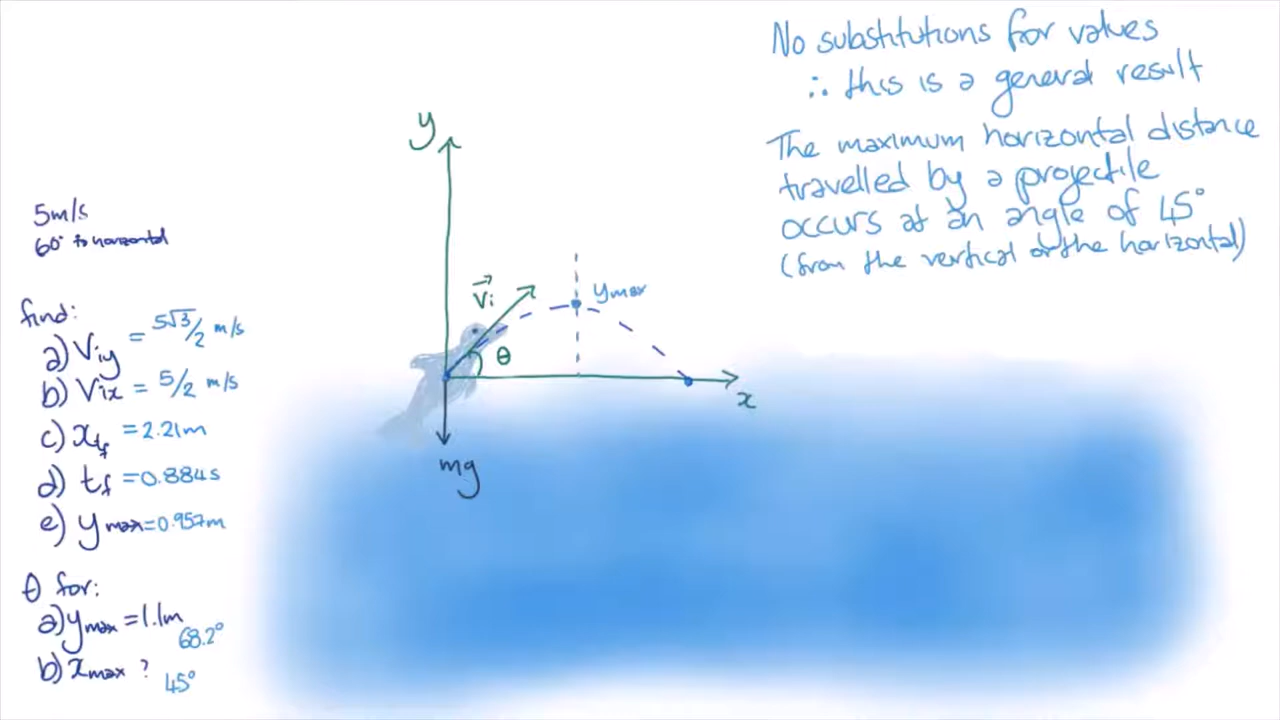 No substitutions for values
∴ this is a general result
The maximum horizontal distance
travelled by a projectile
occurs at an angle of 45°
(from the vertical or the horizontal)
5m/s
60° to horizontal
find:
a) Viy = 5√3/2 m/s
b) Vix = 5/2 m/s
c) xtf = 2.21m
d) tf = 0.884s
e) ymax = 0.957m
θ for:
a) ymax = 1.1m 68.2°
b) xmax ? 45°
y
Vi
ymax
θ
x
mg